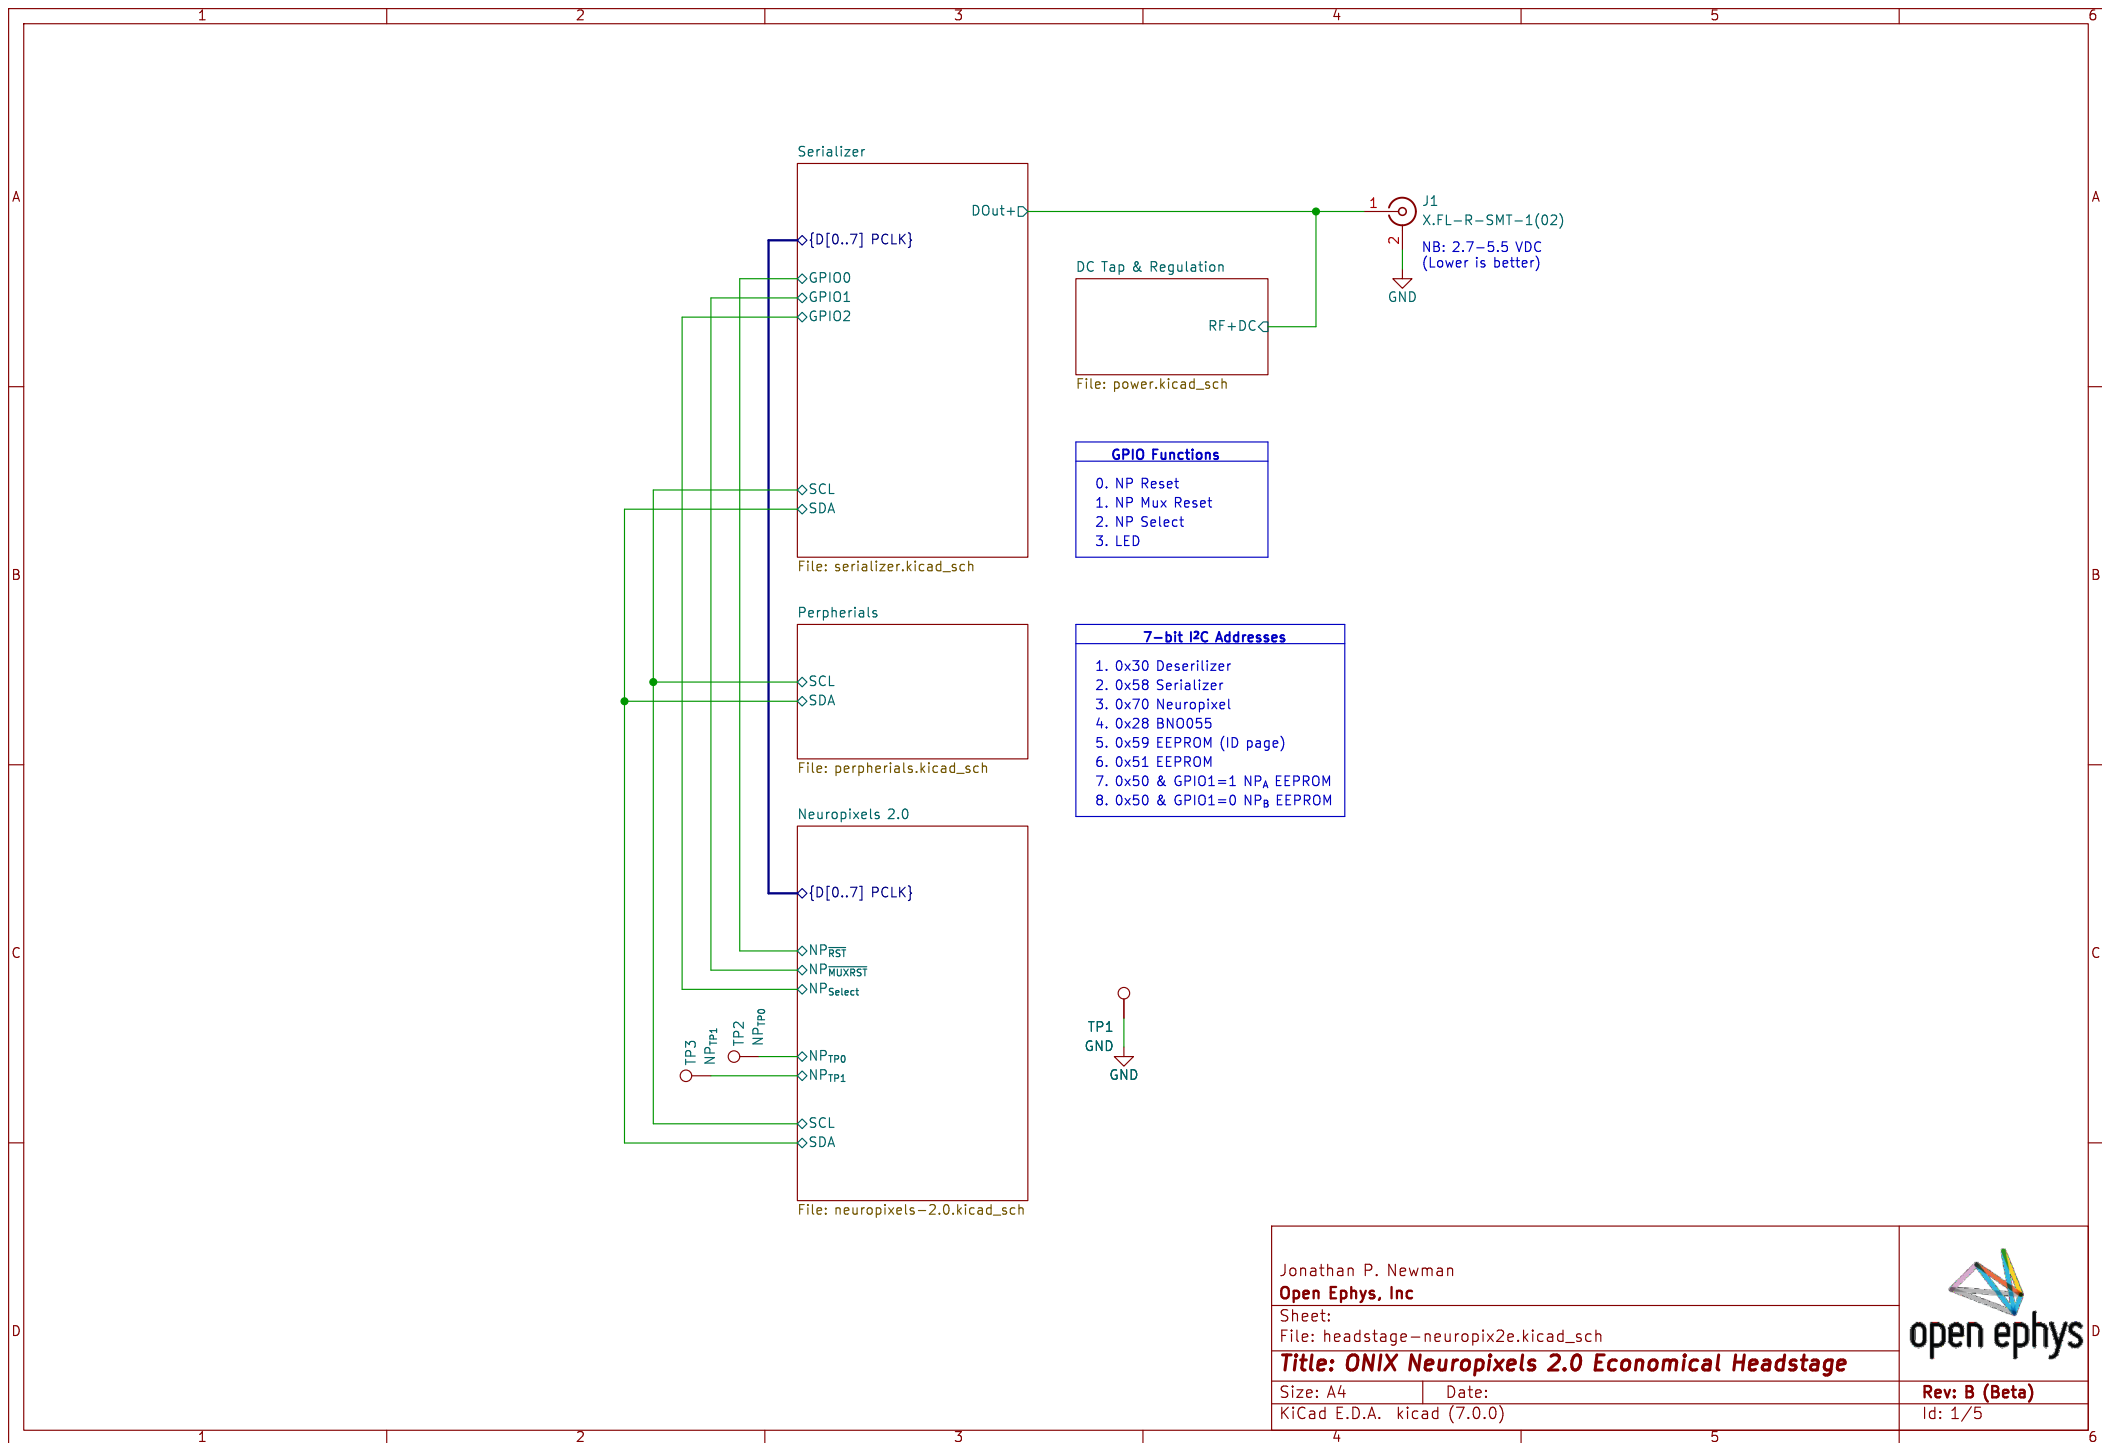 1 2 3 4 5 6
A A
B B
C C
D D
Serializer
DOut+
{D[0..7] PCLK}
GPIO0
GPIO1
GPIO2
SCL
SDA
File: serializer.kicad_sch
1
2
J1
X.FL-R-SMT-1(02)
NB: 2.7-5.5 VDC
(Lower is better)
GND
DC Tap & Regulation
RF+DC
File: power.kicad_sch
GPIO Functions
0. NP Reset
1. NP Mux Reset
2. NP Select
3. LED
Perpherials
SCL
SDA
File: perpherials.kicad_sch
7-bit I²C Addresses
1. 0x30 Deserilizer
2. 0x58 Serializer
3. 0x70 Neuropixel
4. 0x28 BNO055
5. 0x59 EEPROM (ID page)
6. 0x51 EEPROM
7. 0x50 & GPIO1=1 NPA EEPROM
8. 0x50 & GPIO1=0 NPB EEPROM
Neuropixels 2.0
{D[0..7] PCLK}
NPRST
NPMUXRST
NPSelect
TP3
NPTP1
TP2
NPTP0
NPTP0
NPTP1
SCL
SDA
File: neuropixels-2.0.kicad_sch
TP1
GND
GND
Jonathan P. Newman
Open Ephys, Inc
Sheet:
File: headstage-neuropix2e.kicad_sch
Title: ONIX Neuropixels 2.0 Economical Headstage
Size: A4 Date:
KiCad E.D.A. kicad (7.0.0)
open ephys
Rev: B (Beta)
Id: 1/5
1 2 3 4 5 6